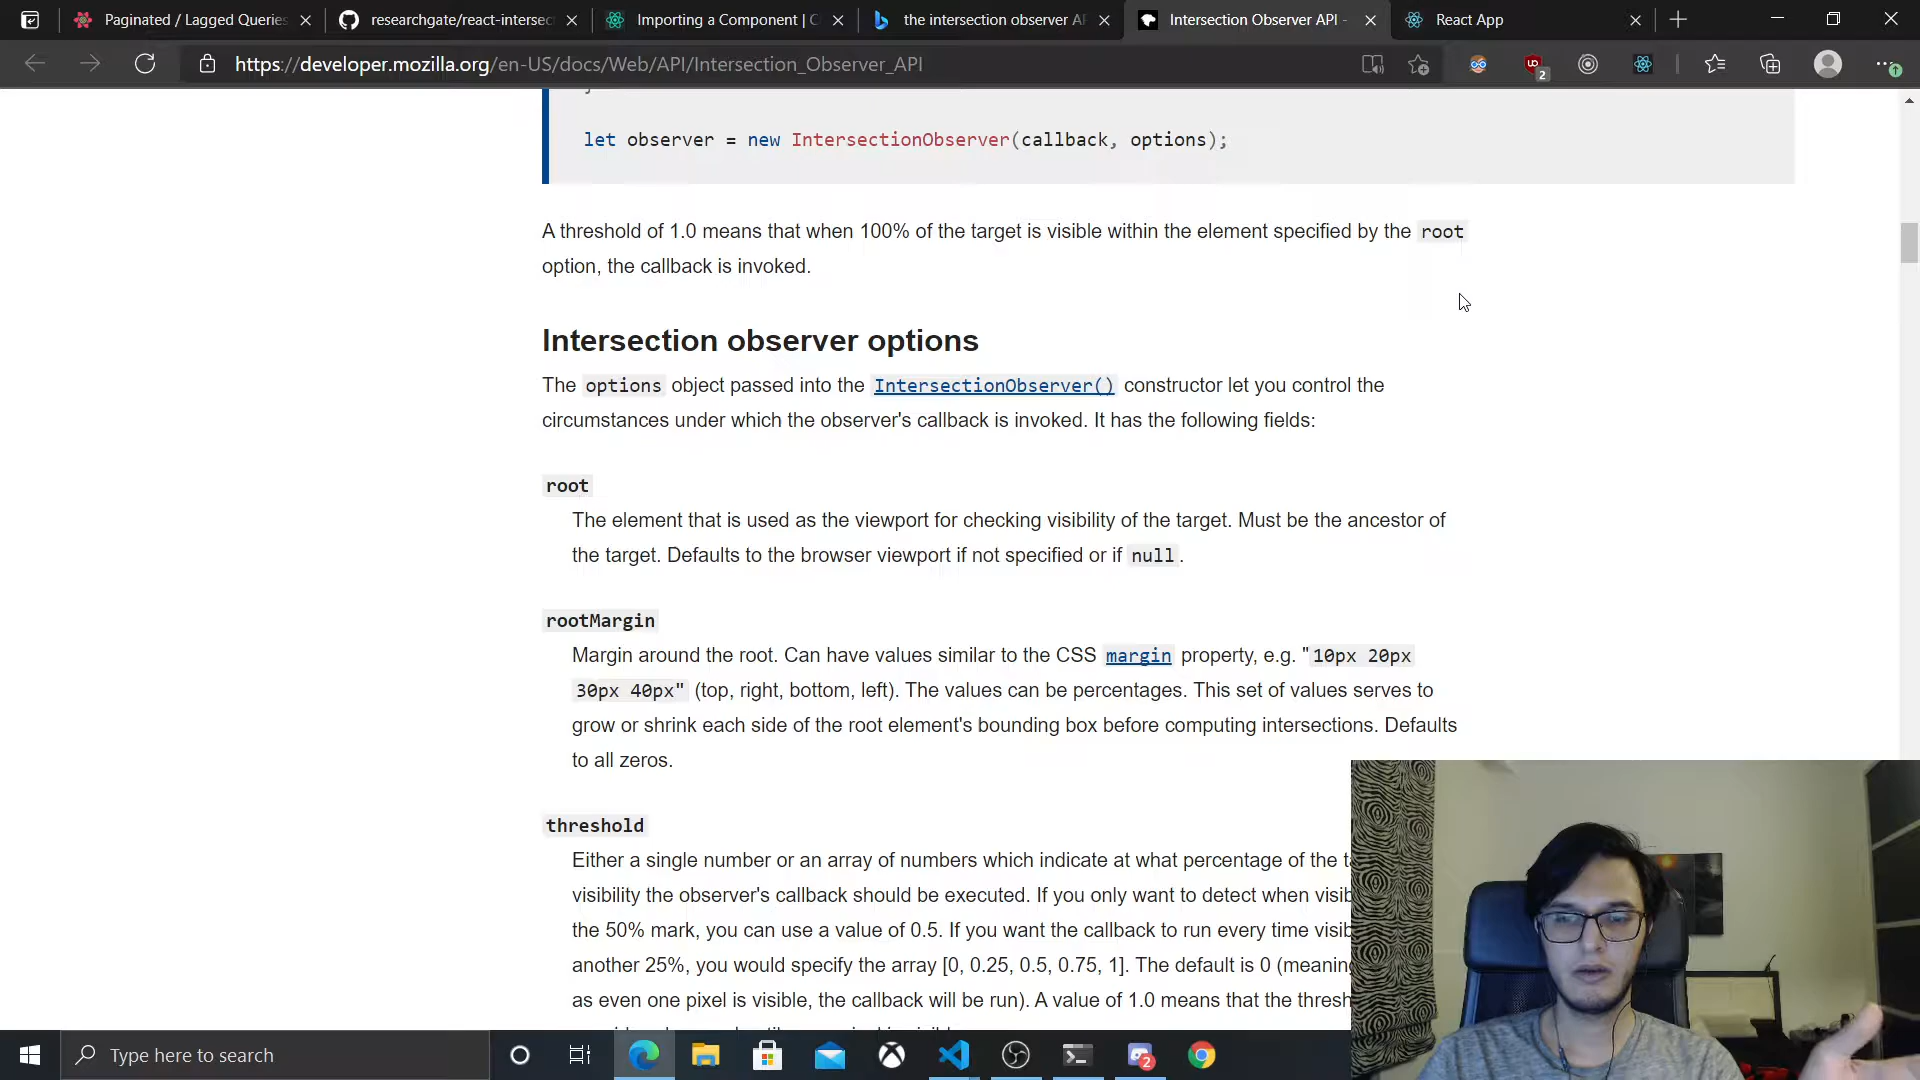 Paginated / Lagged Queries
researchgate/react-intersec
Importing a Component | C
the intersection observer AP
Intersection Observer API -
React App
https://developer.mozilla.org/en-US/docs/Web/API/Intersection_Observer_API
2
let observer = new IntersectionObserver(callback, options);
A threshold of 1.0 means that when 100% of the target is visible within the element specified by the root
option, the callback is invoked.
Intersection observer options
The options object passed into the IntersectionObserver() constructor let you control the
circumstances under which the observer's callback is invoked. It has the following fields:
root
The element that is used as the viewport for checking visibility of the target. Must be the ancestor of
the target. Defaults to the browser viewport if not specified or if null.
rootMargin
Margin around the root. Can have values similar to the CSS margin property, e.g. "10px 20px
30px 40px" (top, right, bottom, left). The values can be percentages. This set of values serves to
grow or shrink each side of the root element's bounding box before computing intersections. Defaults
to all zeros.
threshold
Either a single number or an array of numbers which indicate at what percentage of the
visibility the observer's callback should be executed. If you only want to detect when
the 50% mark, you can use a value of 0.5. If you want the callback to run every time
another 25%, you would specify the array [0, 0.25, 0.5, 0.75, 1]. The default is 0
as even one pixel is visible, the callback will be run). A value of 1.0 means that the
Type here to search
2